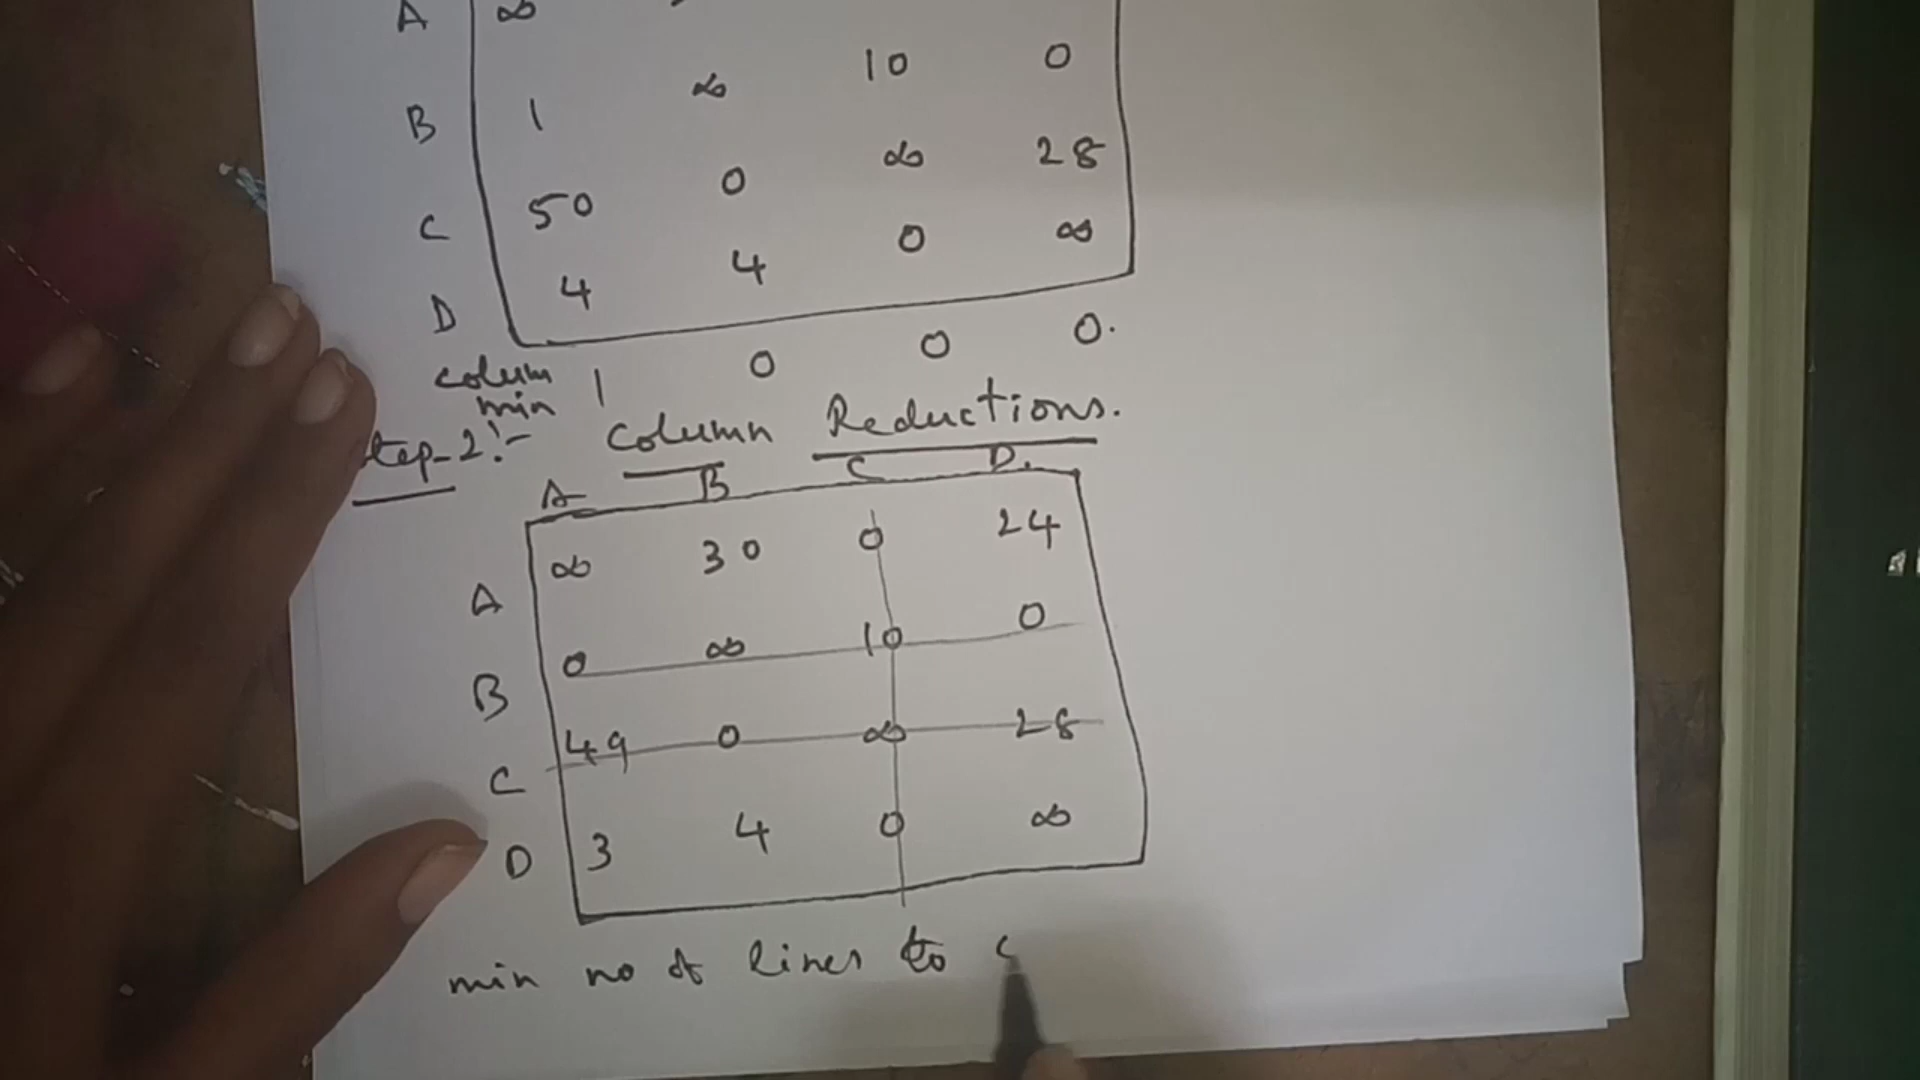 A ∞
B 1 ∞ 10 0
C 50 0 ∞ 28
D 4 4 0 ∞
colum min 1 0 0 0.
tep-2:- Column Reductions.
A B C D.
A ∞ 30 0 24
B 0 ∞ 10 0
C 49 0 ∞ 28
D 3 4 0 ∞
min no of lines to